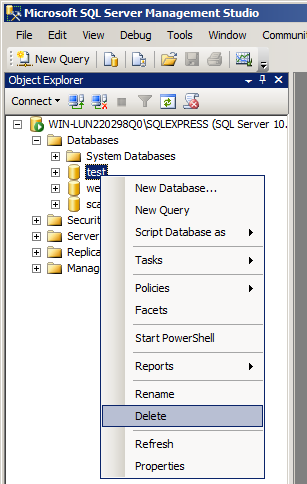 Microsoft SQL Server Management Studio
File Edit View Debug Tools Window Communi
New Query
Object Explorer
Connect
WIN-LUN220298Q0\SQLEXPRESS (SQL Server 10.
Databases
System Databases
test
we
sca
Securit
Server
Replica
Manag
New Database...
New Query
Script Database as
Tasks
Policies
Facets
Start PowerShell
Reports
Rename
Delete
Refresh
Properties